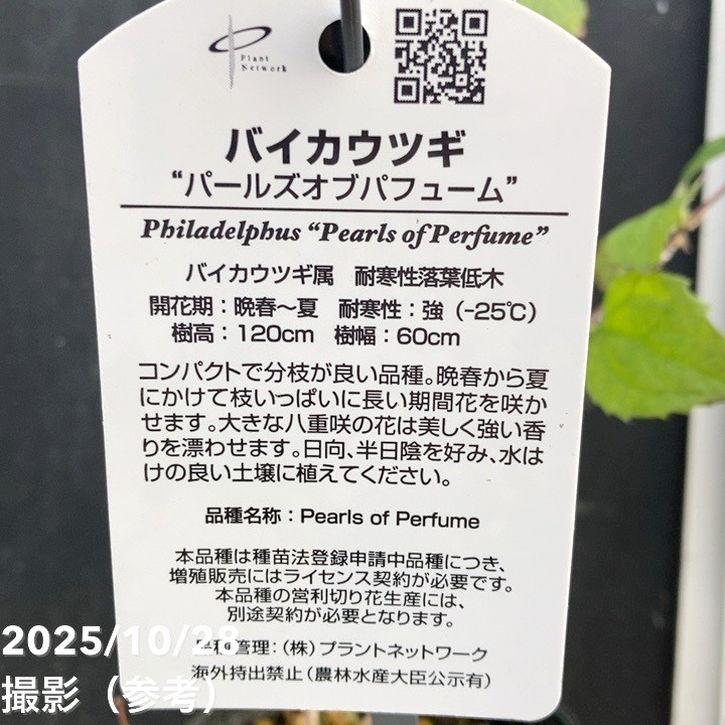 Plant
Network
バイカウツギ
“パールズオブパフューム”
Philadelphus “Pearls of Perfume”
バイカウツギ属 耐寒性落葉低木
開花期：晩春〜夏 耐寒性：強（-25℃）
樹高：120cm 樹幅：60cm
コンパクトで分枝が良い品種。晩春から夏
にかけて枝いっぱいに長い期間花を咲か
せます。大きな八重咲の花は美しく強い香
りを漂わせます。日向、半日陰を好み、水は
けの良い土壌に植えてください。
品種名称：Pearls of Perfume
本品種は種苗法登録申請中品種につき、
増殖販売にはライセンス契約が必要です。
本品種の営利切り花生産には、
別途契約が必要となります。
管理：（株）プラントネットワーク
海外持出禁止（農林水産大臣公示有）
2025/10/28
撮影（参考）